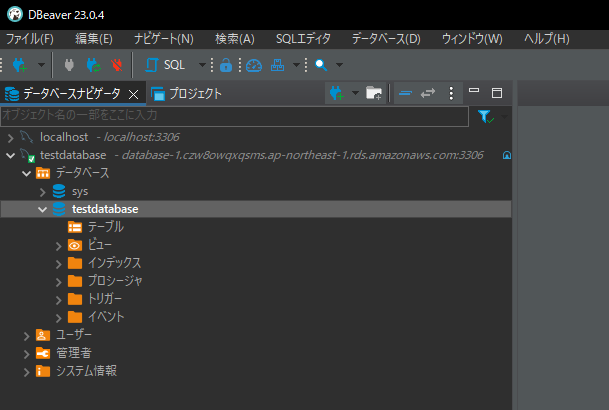 DBeaver 23.0.4
ファイル(F) 編集(E) ナビゲート(N) 検索(A) SQLエディタ データベース(D) ウィンドウ(W) ヘルプ(H)
SQL
データベースナビゲータ プロジェクト
オブジェクト名の一部をここに入力
localhost - localhost:3306
testdatabase - database-1.czw8owqxqsms.ap-northeast-1.rds.amazonaws.com:3306
データベース
sys
testdatabase
テーブル
ビュー
インデックス
プロシージャ
トリガー
イベント
ユーザー
管理者
システム情報